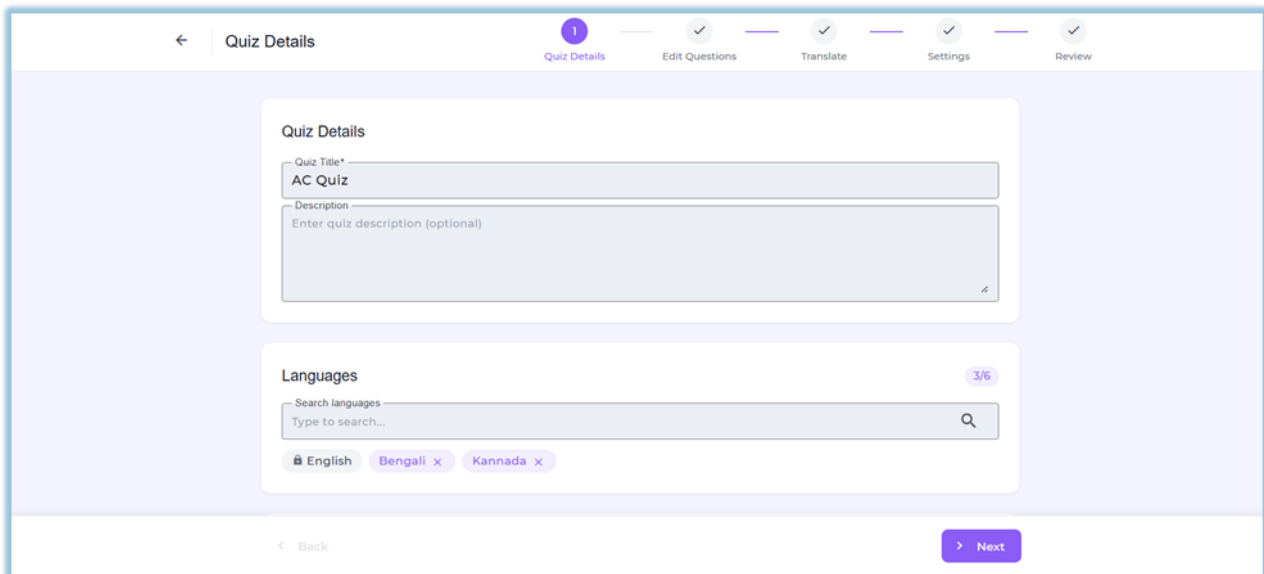 Quiz Details
1
Quiz Details
Edit Questions
Translate
Settings
Review
Quiz Details
Quiz Title*
AC Quiz
Description
Enter quiz description (optional)
Languages
3/6
Search languages
Type to search...
English Bengali × Kannada ×
Back
Next